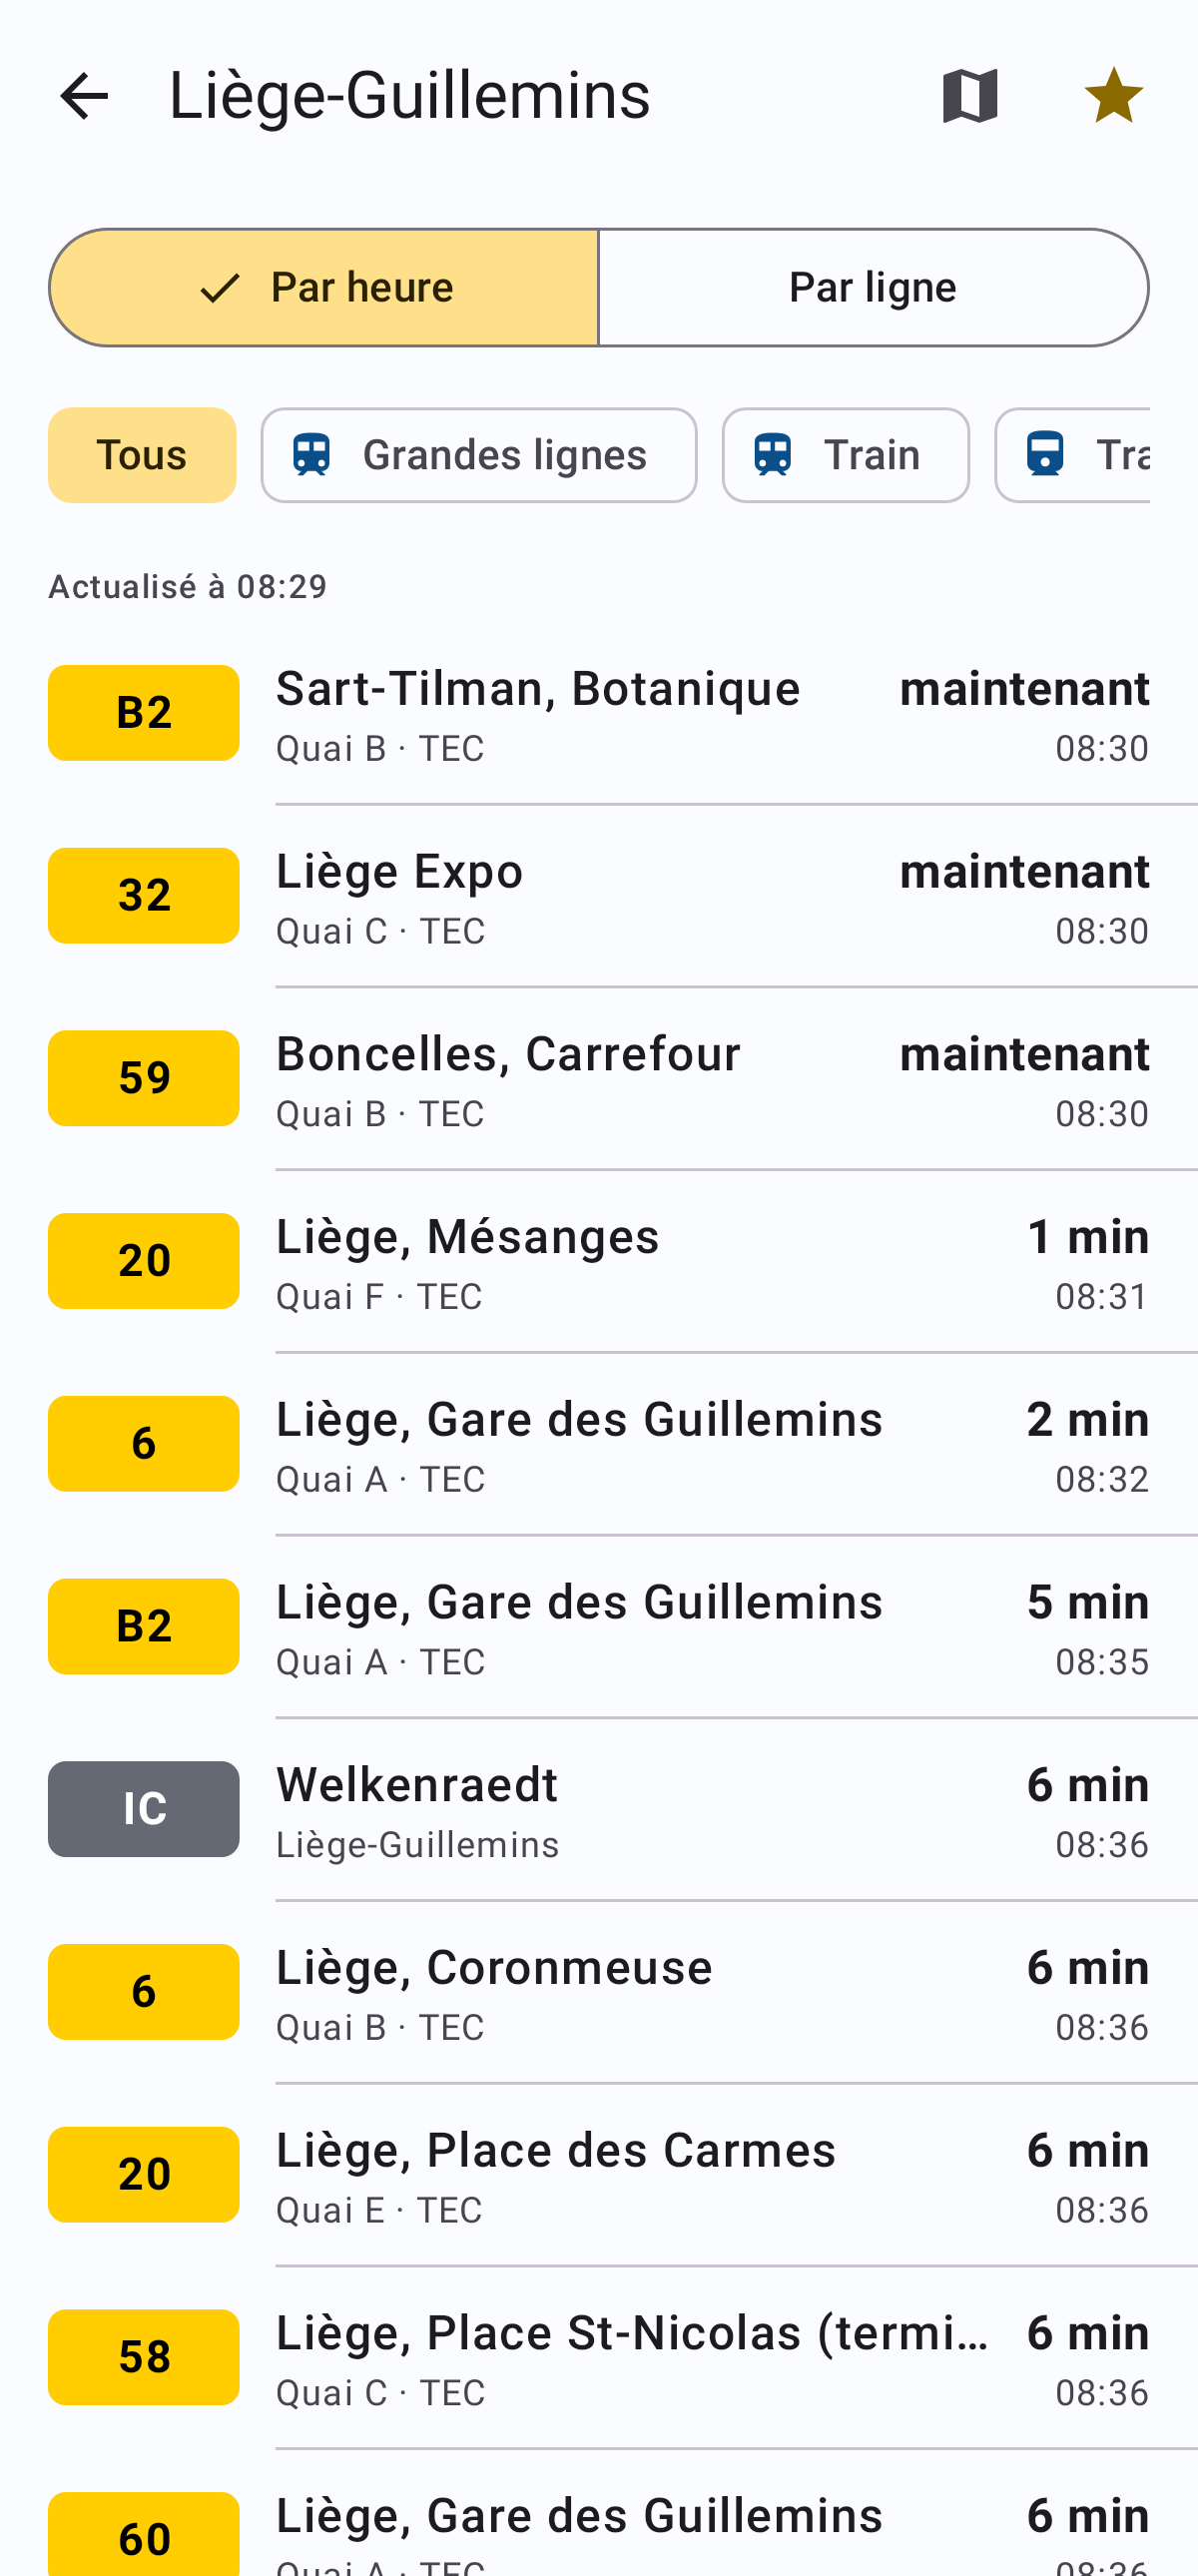 Liège-Guillemins
Par heure
Par ligne
Tous
Grandes lignes
Train
Tra
Actualisé à 08:29
B2
Sart-Tilman, Botanique
maintenant
Quai B · TEC
08:30
32
Liège Expo
maintenant
Quai C · TEC
08:30
59
Boncelles, Carrefour
maintenant
Quai B · TEC
08:30
20
Liège, Mésanges
1 min
Quai F · TEC
08:31
6
Liège, Gare des Guillemins
2 min
Quai A · TEC
08:32
B2
Liège, Gare des Guillemins
5 min
Quai A · TEC
08:35
IC
Welkenraedt
6 min
Liège-Guillemins
08:36
6
Liège, Coronmeuse
6 min
Quai B · TEC
08:36
20
Liège, Place des Carmes
6 min
Quai E · TEC
08:36
58
Liège, Place St-Nicolas (termi…
6 min
Quai C · TEC
08:36
60
Liège, Gare des Guillemins
6 min
Quai A · TEC
08:36